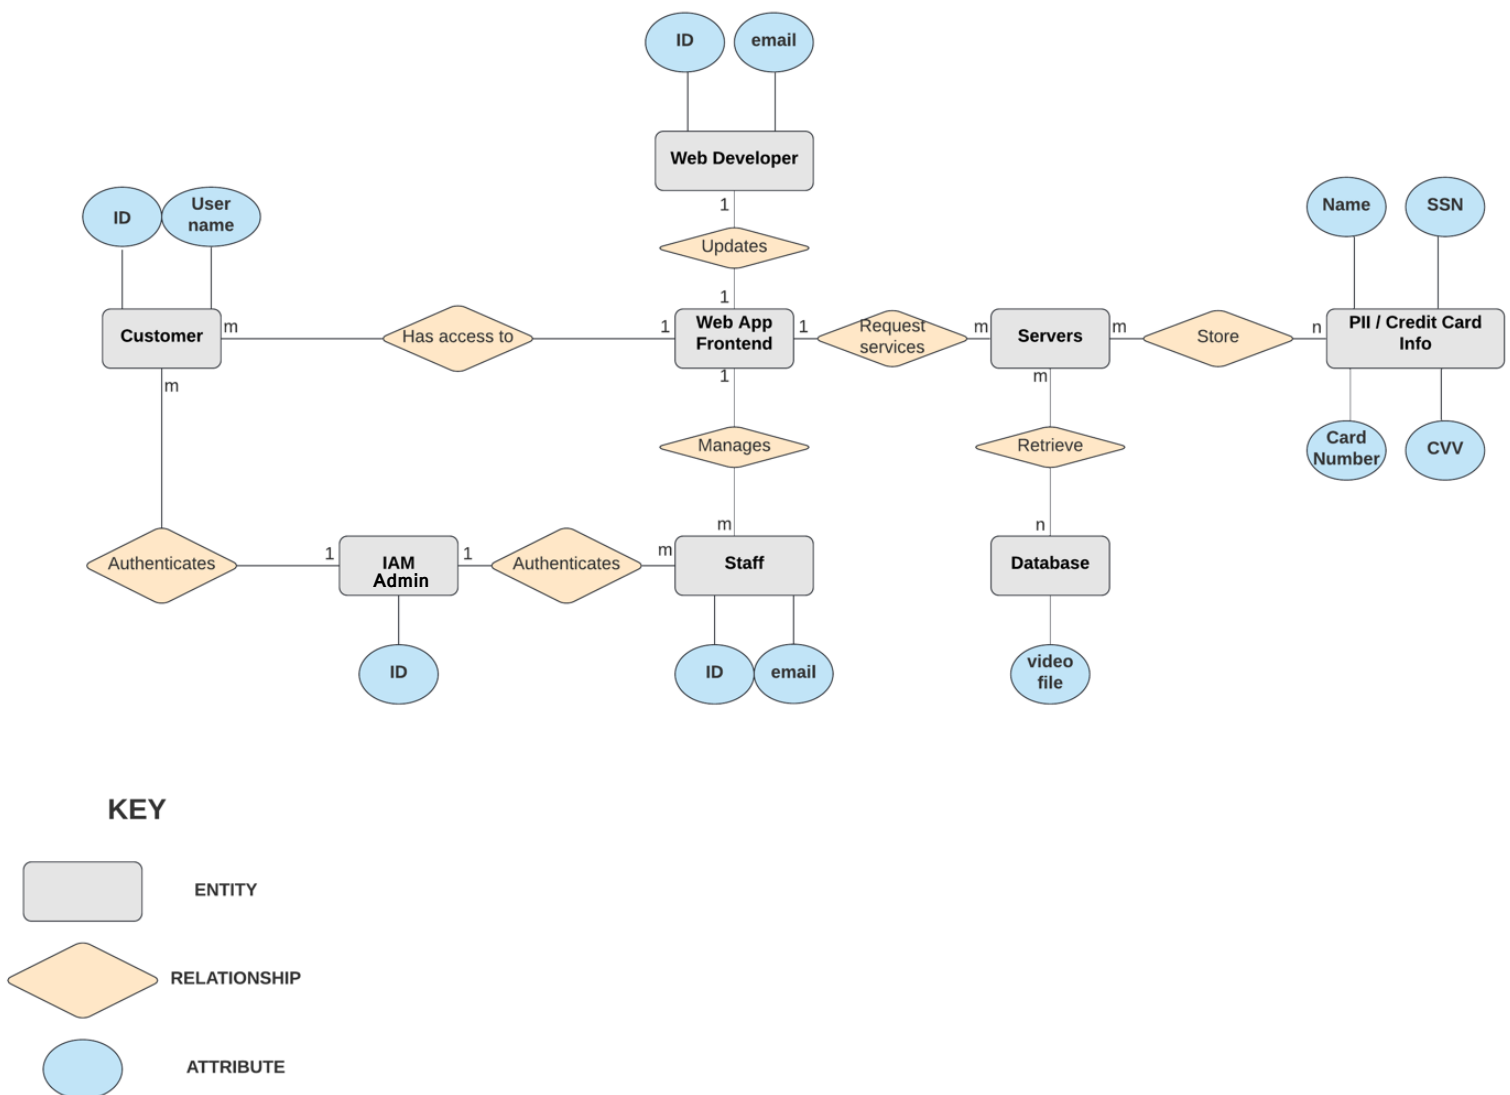 ID
email
Web Developer
1
Updates
1
ID
User
name
Name
SSN
Customer
m
Has access to
1
Web App
Frontend
1
Request
services
m
Servers
m
Store
n
PII / Credit Card
Info
m
1
m
Manages
Retrieve
Card
Number
CVV
m
n
Authenticates
1
IAM
Admin
1
Authenticates
m
Staff
Database
ID
ID
email
video
file
KEY
ENTITY
RELATIONSHIP
ATTRIBUTE